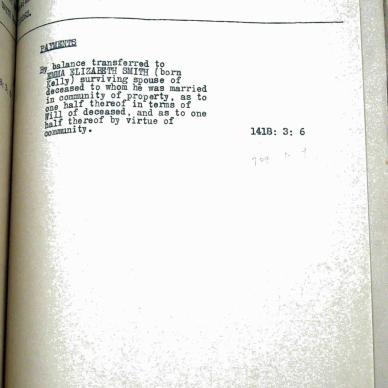 PAYMENTS
By balance transferred to
EMMA ELIZABETH SMITH (born
Kelly) surviving spouse of
deceased to whom he was married
in community of property, as to
one half thereof in terms of
Will of deceased, and as to one
half thereof by virtue of
community.
1418: 3: 6